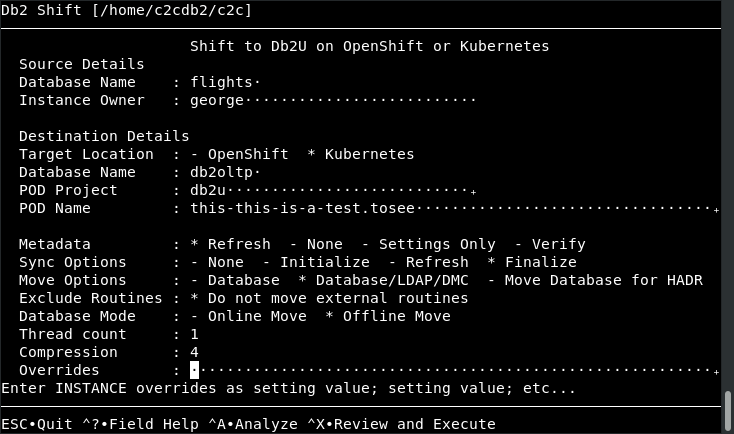 Db2 Shift [/home/c2cdb2/c2c]
Shift to Db2U on OpenShift or Kubernetes
Source Details
Database Name    : flights·
Instance Owner   : george··························
Destination Details
Target Location  : - OpenShift  * Kubernetes
Database Name    : db2oltp·
POD Project      : db2u···························+
POD Name         : this-this-is-a-test.tosee·································+
Metadata         : * Refresh  - None  - Settings Only  - Verify
Sync Options     : - None  - Initialize  - Refresh  * Finalize
Move Options     : - Database  * Database/LDAP/DMC  - Move Database for HADR
Exclude Routines : * Do not move external routines
Database Mode    : - Online Move  * Offline Move
Thread count     : 1
Compression      : 4
Overrides        : ··························································+
Enter INSTANCE overrides as setting value; setting value; etc...
ESC•Quit ^?•Field Help ^A•Analyze ^X•Review and Execute